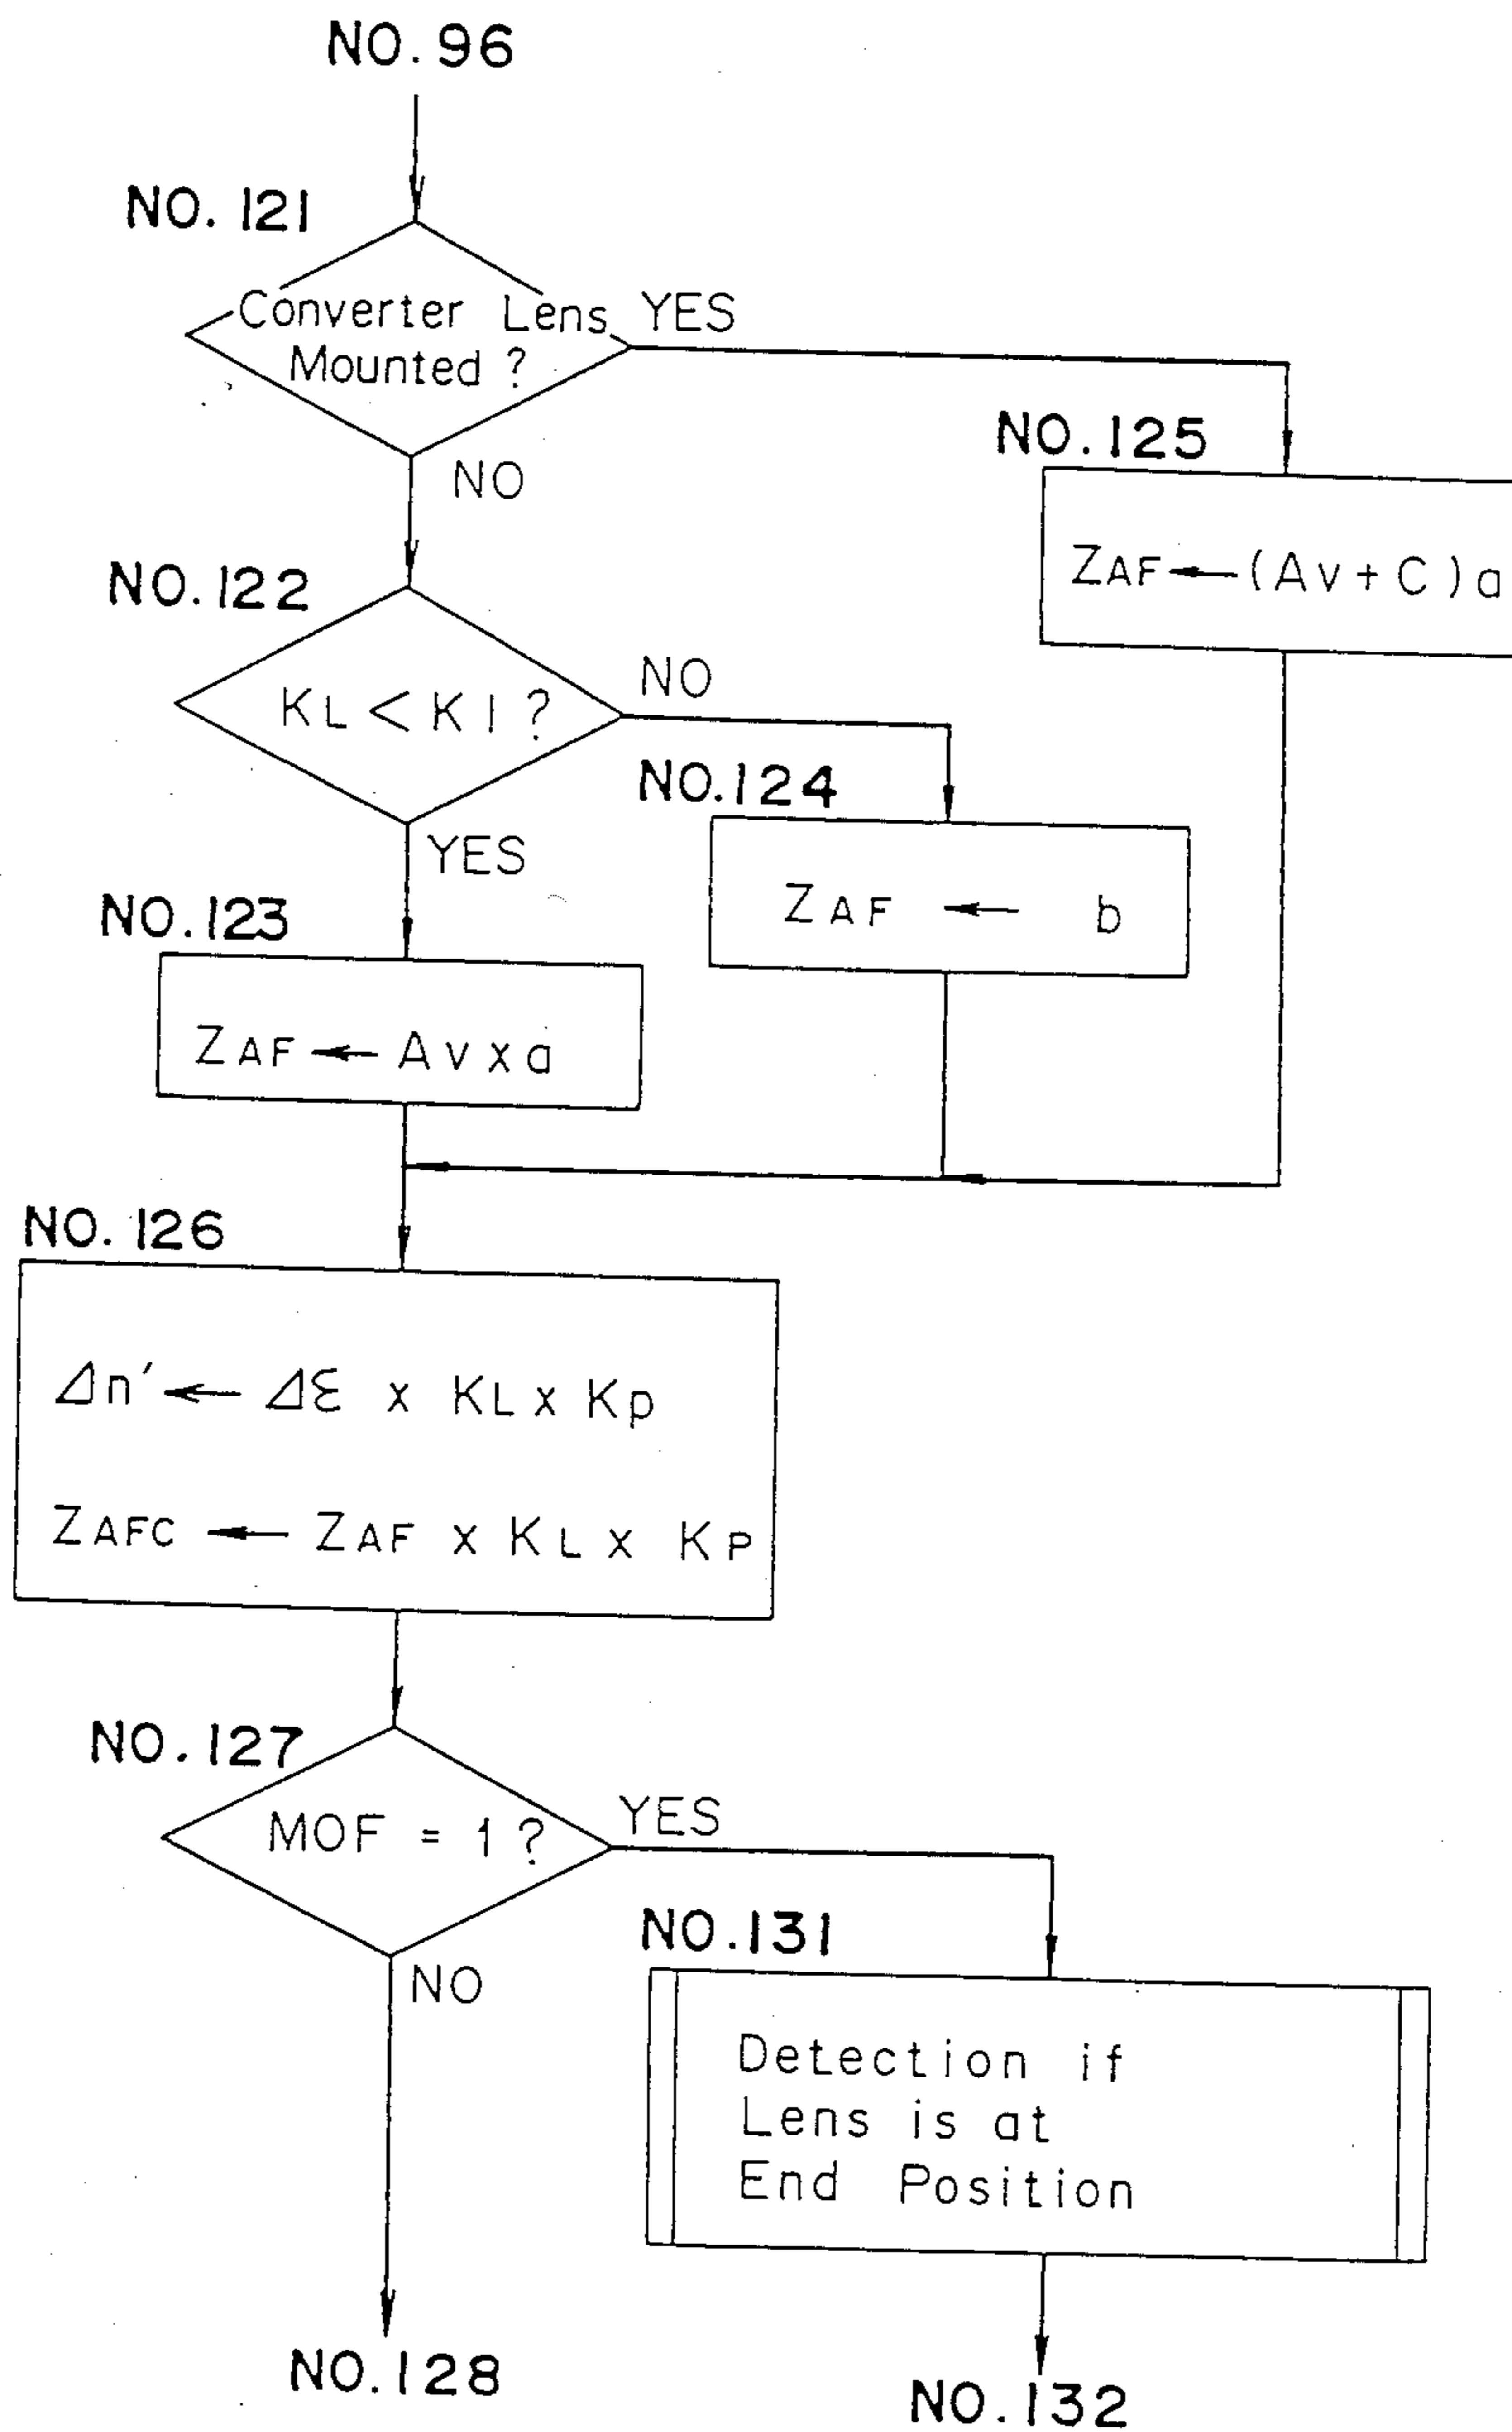 NO.96
NO.121
Converter Lens
Mounted ?
YES
NO
NO.125
ZAF←(Av+C)a
NO.122
KL < K1 ?
NO
YES
NO.124
ZAF ← b
NO.123
ZAF ← Av x a
NO.126
Δn′ ← Δε x KL x Kp
ZAFC ← ZAF x KL x KP
NO.127
MOF = 1 ?
YES
NO
NO.131
Detection if
Lens is at
End Position
NO.128
NO.132